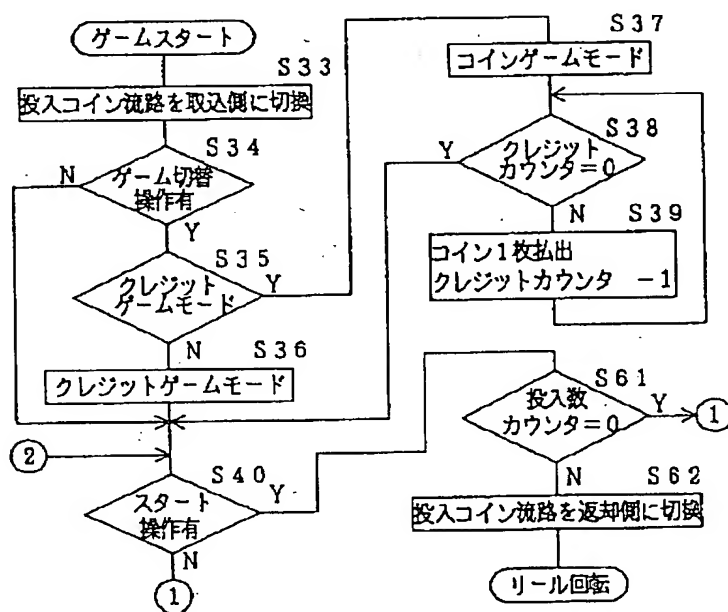 ゲームスタート
S33
投入コイン流路を取込側に切換
S34
N
ゲーム切替
操作有
Y
S35
クレジット
ゲームモード
Y
N
S36
クレジットゲームモード
2
S40
スタート
操作有
Y
N
1
S37
コインゲームモード
S38
Y
クレジット
カウンタ=0
N
S39
コイン1枚払出
クレジットカウンタ -1
S61
投入数
カウンタ=0
Y
1
N
S62
投入コイン流路を返却側に切換
リール回転